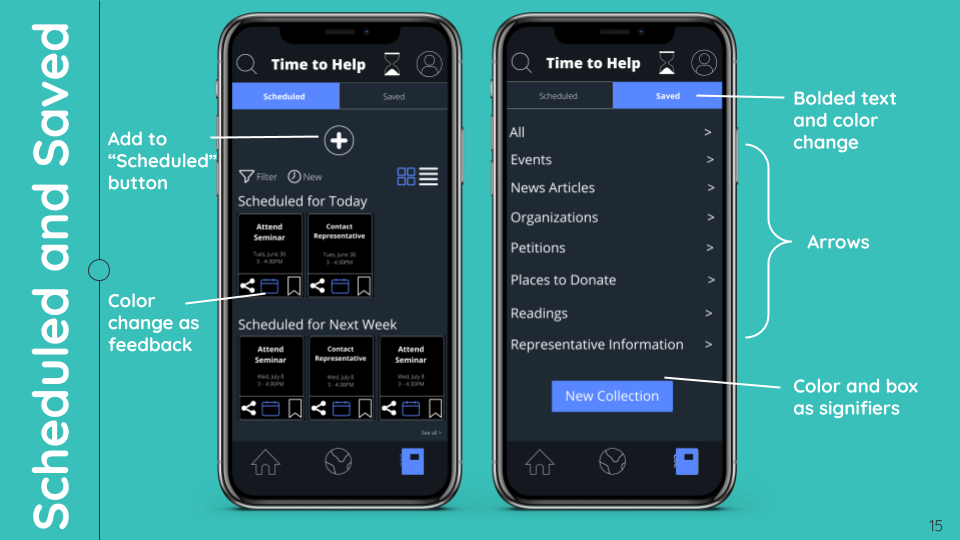 Scheduled and Saved
Time to Help
Scheduled
Saved
Add to
“Scheduled”
button
Filter
New
Scheduled for Today
Attend
Seminar
Tues, June 30
3 - 4:30PM
Contact
Representative
Tues, June 30
3 - 4:30PM
Color
change as
feedback
Scheduled for Next Week
Attend
Seminar
Wed, July 8
3 - 4:30PM
Contact
Representative
Wed, July 8
3 - 4:30PM
Attend
Seminar
Wed, July 8
3 - 4:30PM
See all >
Time to Help
Scheduled
Saved
Bolded text
and color
change
All >
Events >
News Articles >
Organizations >
Petitions >
Places to Donate >
Readings >
Representative Information >
Arrows
New Collection
Color and box
as signifiers
15